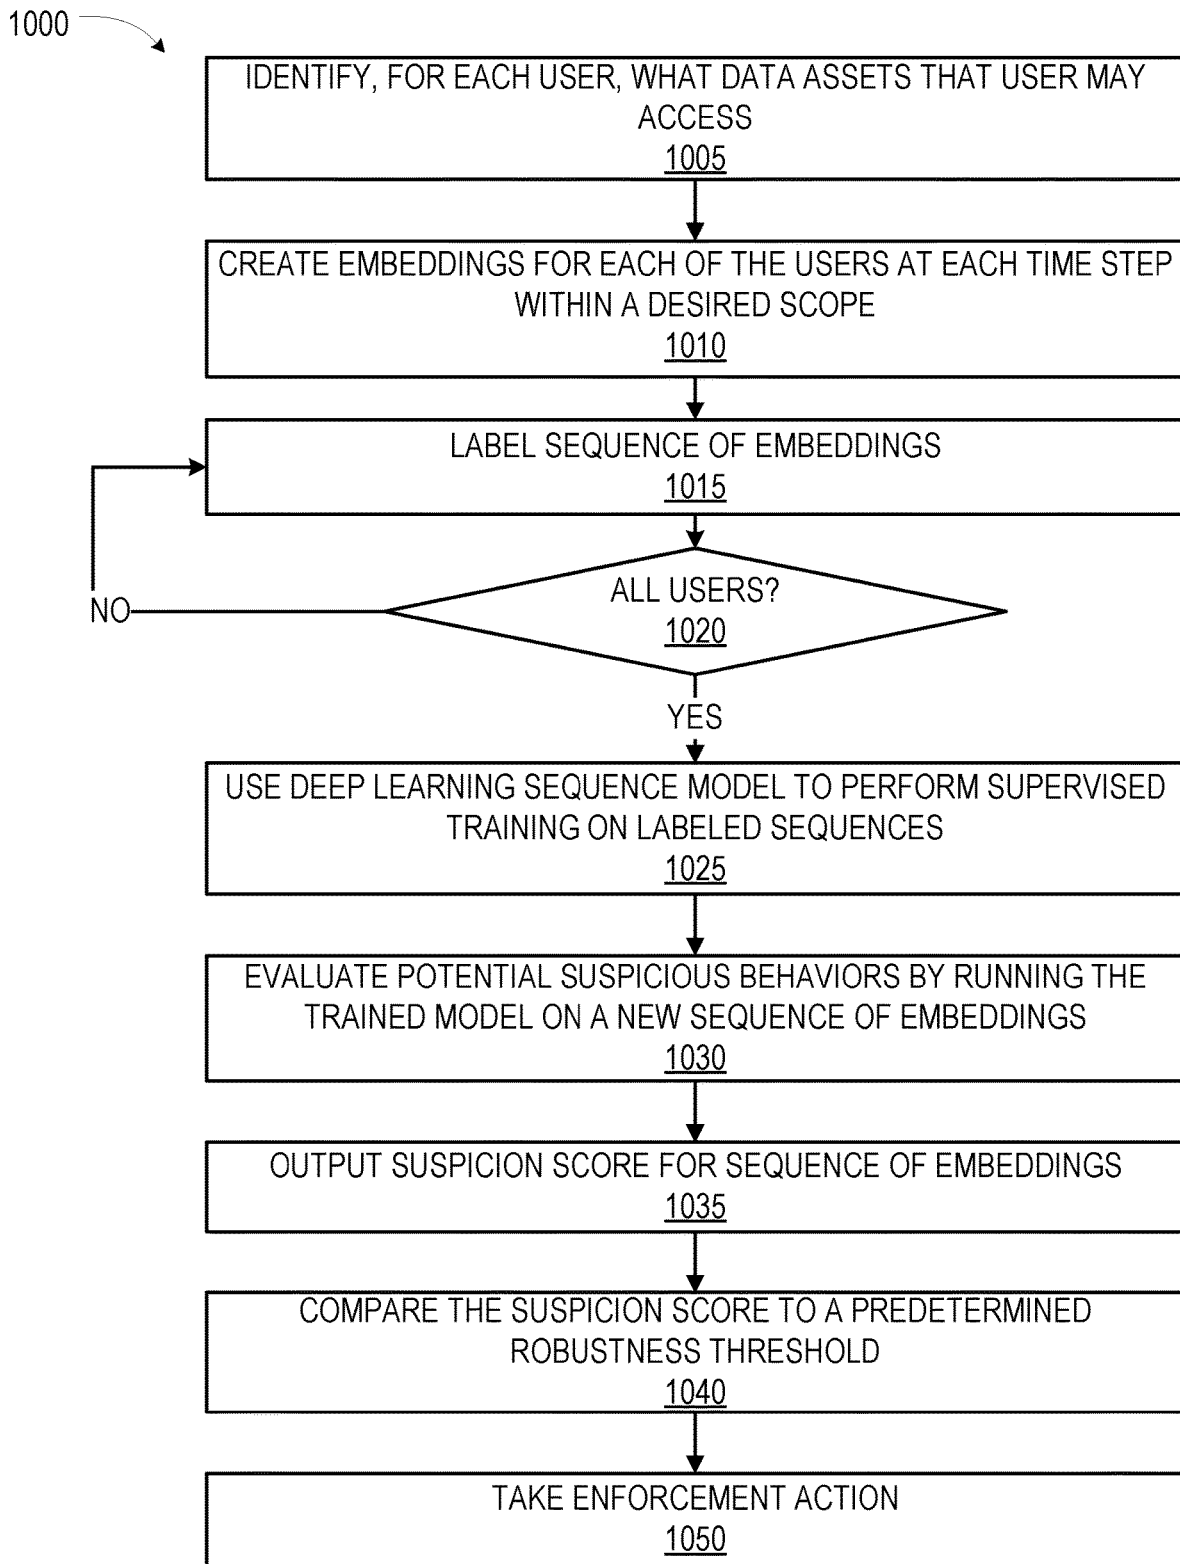 1000
IDENTIFY, FOR EACH USER, WHAT DATA ASSETS THAT USER MAY
ACCESS
1005
CREATE EMBEDDINGS FOR EACH OF THE USERS AT EACH TIME STEP
WITHIN A DESIRED SCOPE
1010
LABEL SEQUENCE OF EMBEDDINGS
1015
ALL USERS?
1020
NO
YES
USE DEEP LEARNING SEQUENCE MODEL TO PERFORM SUPERVISED
TRAINING ON LABELED SEQUENCES
1025
EVALUATE POTENTIAL SUSPICIOUS BEHAVIORS BY RUNNING THE
TRAINED MODEL ON A NEW SEQUENCE OF EMBEDDINGS
1030
OUTPUT SUSPICION SCORE FOR SEQUENCE OF EMBEDDINGS
1035
COMPARE THE SUSPICION SCORE TO A PREDETERMINED
ROBUSTNESS THRESHOLD
1040
TAKE ENFORCEMENT ACTION
1050